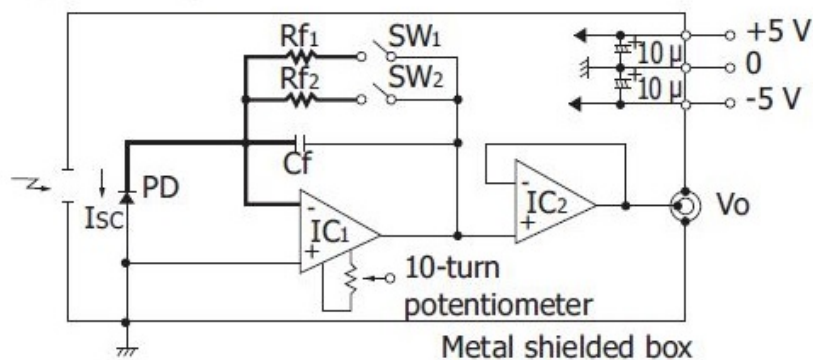 Rf1 SW1
Rf2 SW2
Cf
PD
Isc
-
+
IC1
10-turn
potentiometer
-
+
IC2
Vo
+5 V
+ 10 μ
0
+ 10 μ
-5 V
Metal shielded box